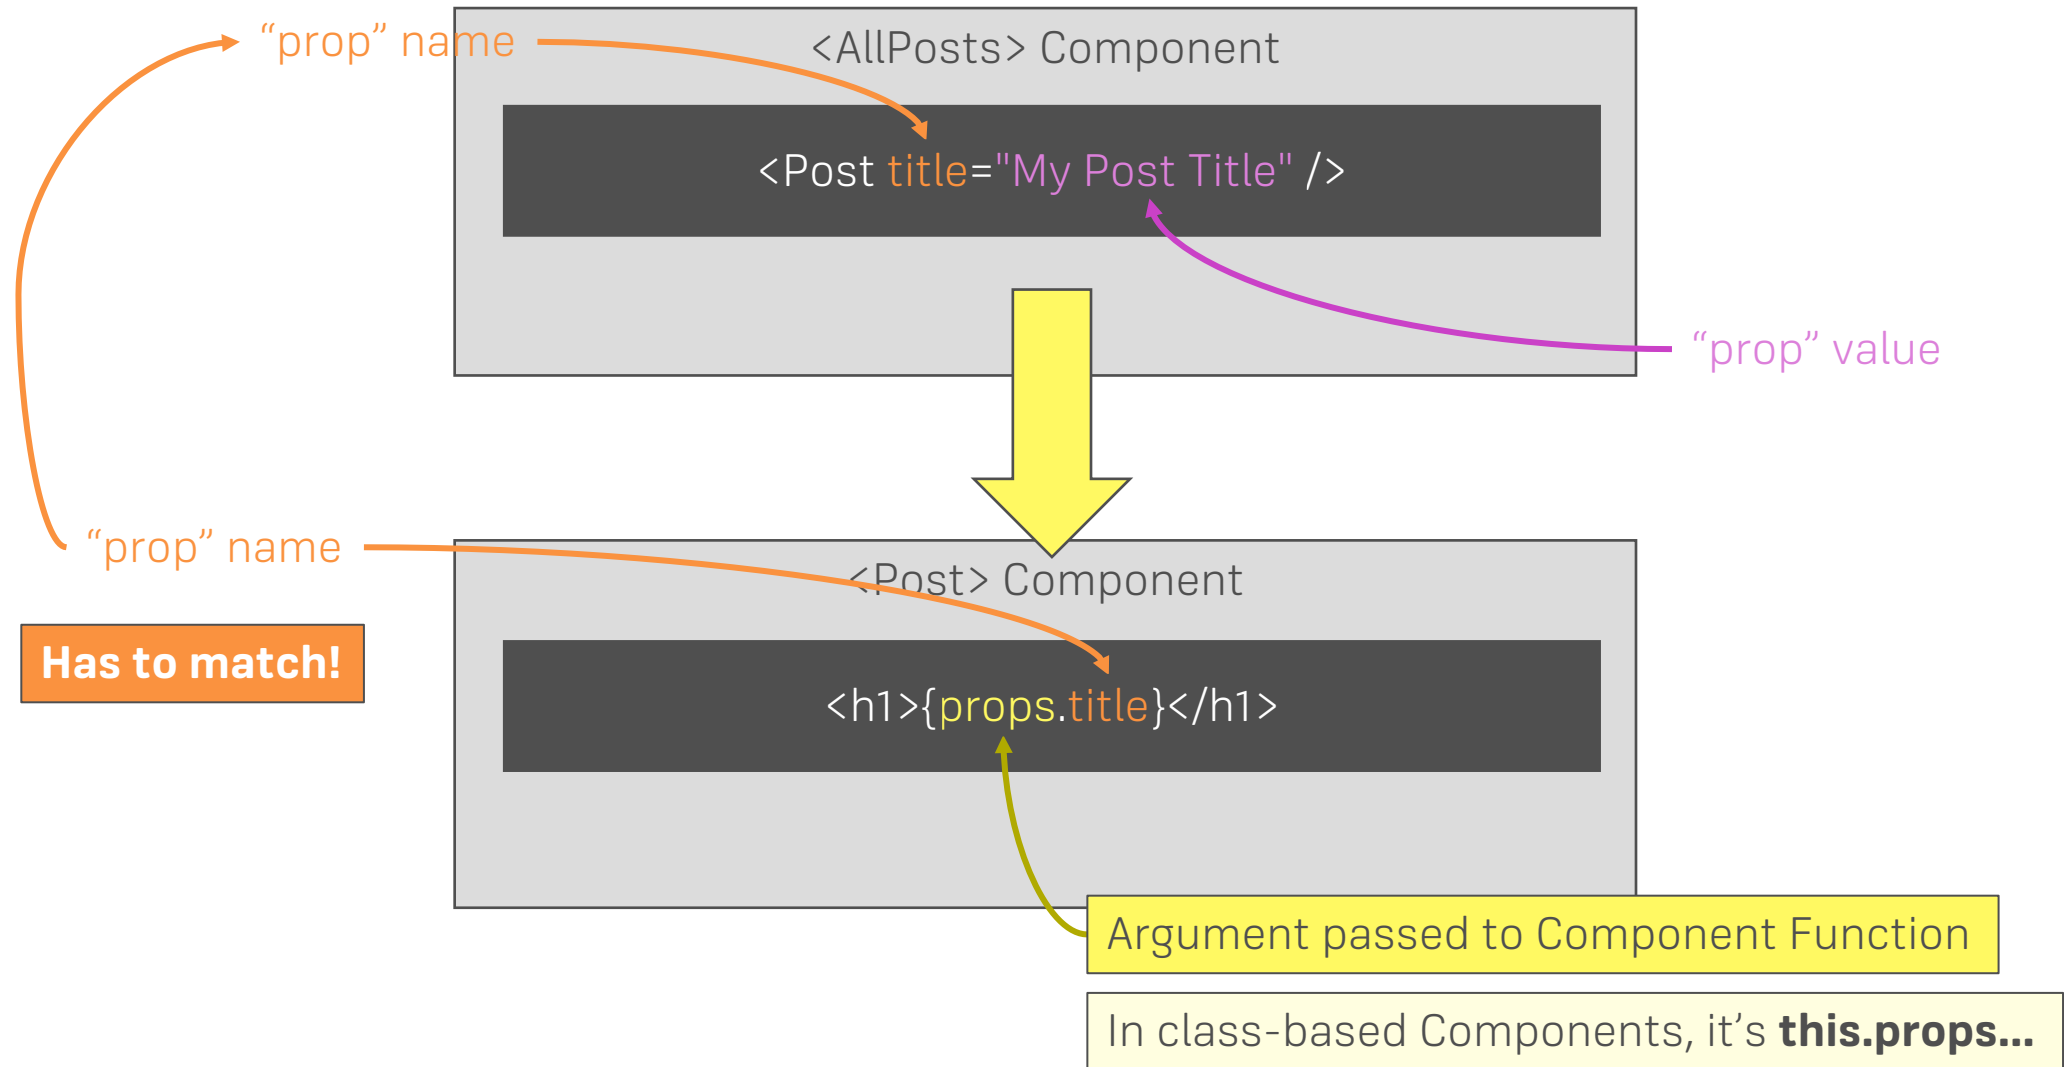 “prop” name
<AllPosts> Component
<Post title="My Post Title" />
“prop” value
“prop” name
<Post> Component
Has to match!
<h1>{props.title}</h1>
Argument passed to Component Function
In class-based Components, it’s this.props…